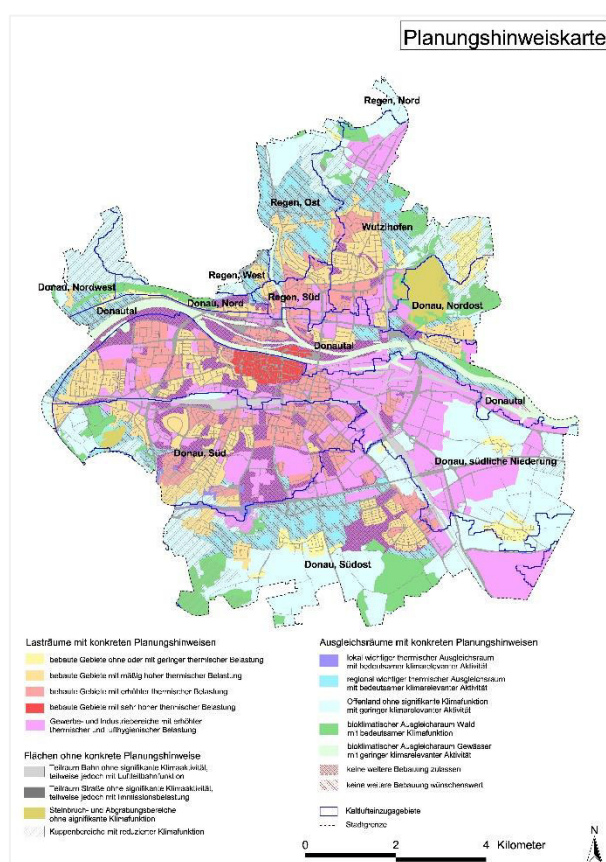 Planungshinweiskarte
Regen, Nord
Regen, Ost
Wutzlhofen
Regen, West
Donau, Nordwest
Donau, Nord
Regen, Süd
Donau, Nordost
Donautal
Donautal
Donautal
Donau, Süd
Donau, südliche Niederung
Donau, Südost
Lasträume mit konkreten Planungshinweisen
bebaute Gebiete ohne oder mit geringer thermischer Belastung
bebaute Gebiete mit mäßig hoher thermischer Belastung
bebaute Gebiete mit erhöhter thermischer Belastung
bebaute Gebiete mit sehr hoher thermischer Belastung
Gewerbe- und Industriebereiche mit erhöhter
thermischer und lufthygienischer Belastung
Flächen ohne konkrete Planungshinweise
Teilraum Bahn ohne signifikante Klimaaktivität,
teilweise jedoch mit Luftleitbahnfunktion
Teilraum Straße ohne signifikante Klimaaktivität,
teilweise jedoch mit Immissionsbelastung
Steinbruch- und Abgrabungsbereiche
ohne signifikante Klimafunktion
Kuppenbereiche mit reduzierter Klimafunktion
Ausgleichsräume mit konkreten Planungshinweisen
lokal wichtiger thermischer Ausgleichsraum
mit bedeutsamer klimarelevanter Aktivität
regional wichtiger thermischer Ausgleichsraum
mit bedeutsamer klimarelevanter Aktivität
Offenland ohne signifikante Klimafunktion
mit geringer klimarelevanter Aktivität
bioklimatischer Ausgleichsraum Wald
mit bedeutsamer Klimafunktion
bioklimatischer Ausgleichsraum Gewässer
mit geringer klimarelevanter Aktivität
keine weitere Bebauung zulassen
keine weitere Bebauung wünschenswert
Kaltlufteinzugsgebiete
Stadtgrenze
0 2 4 Kilometer
N